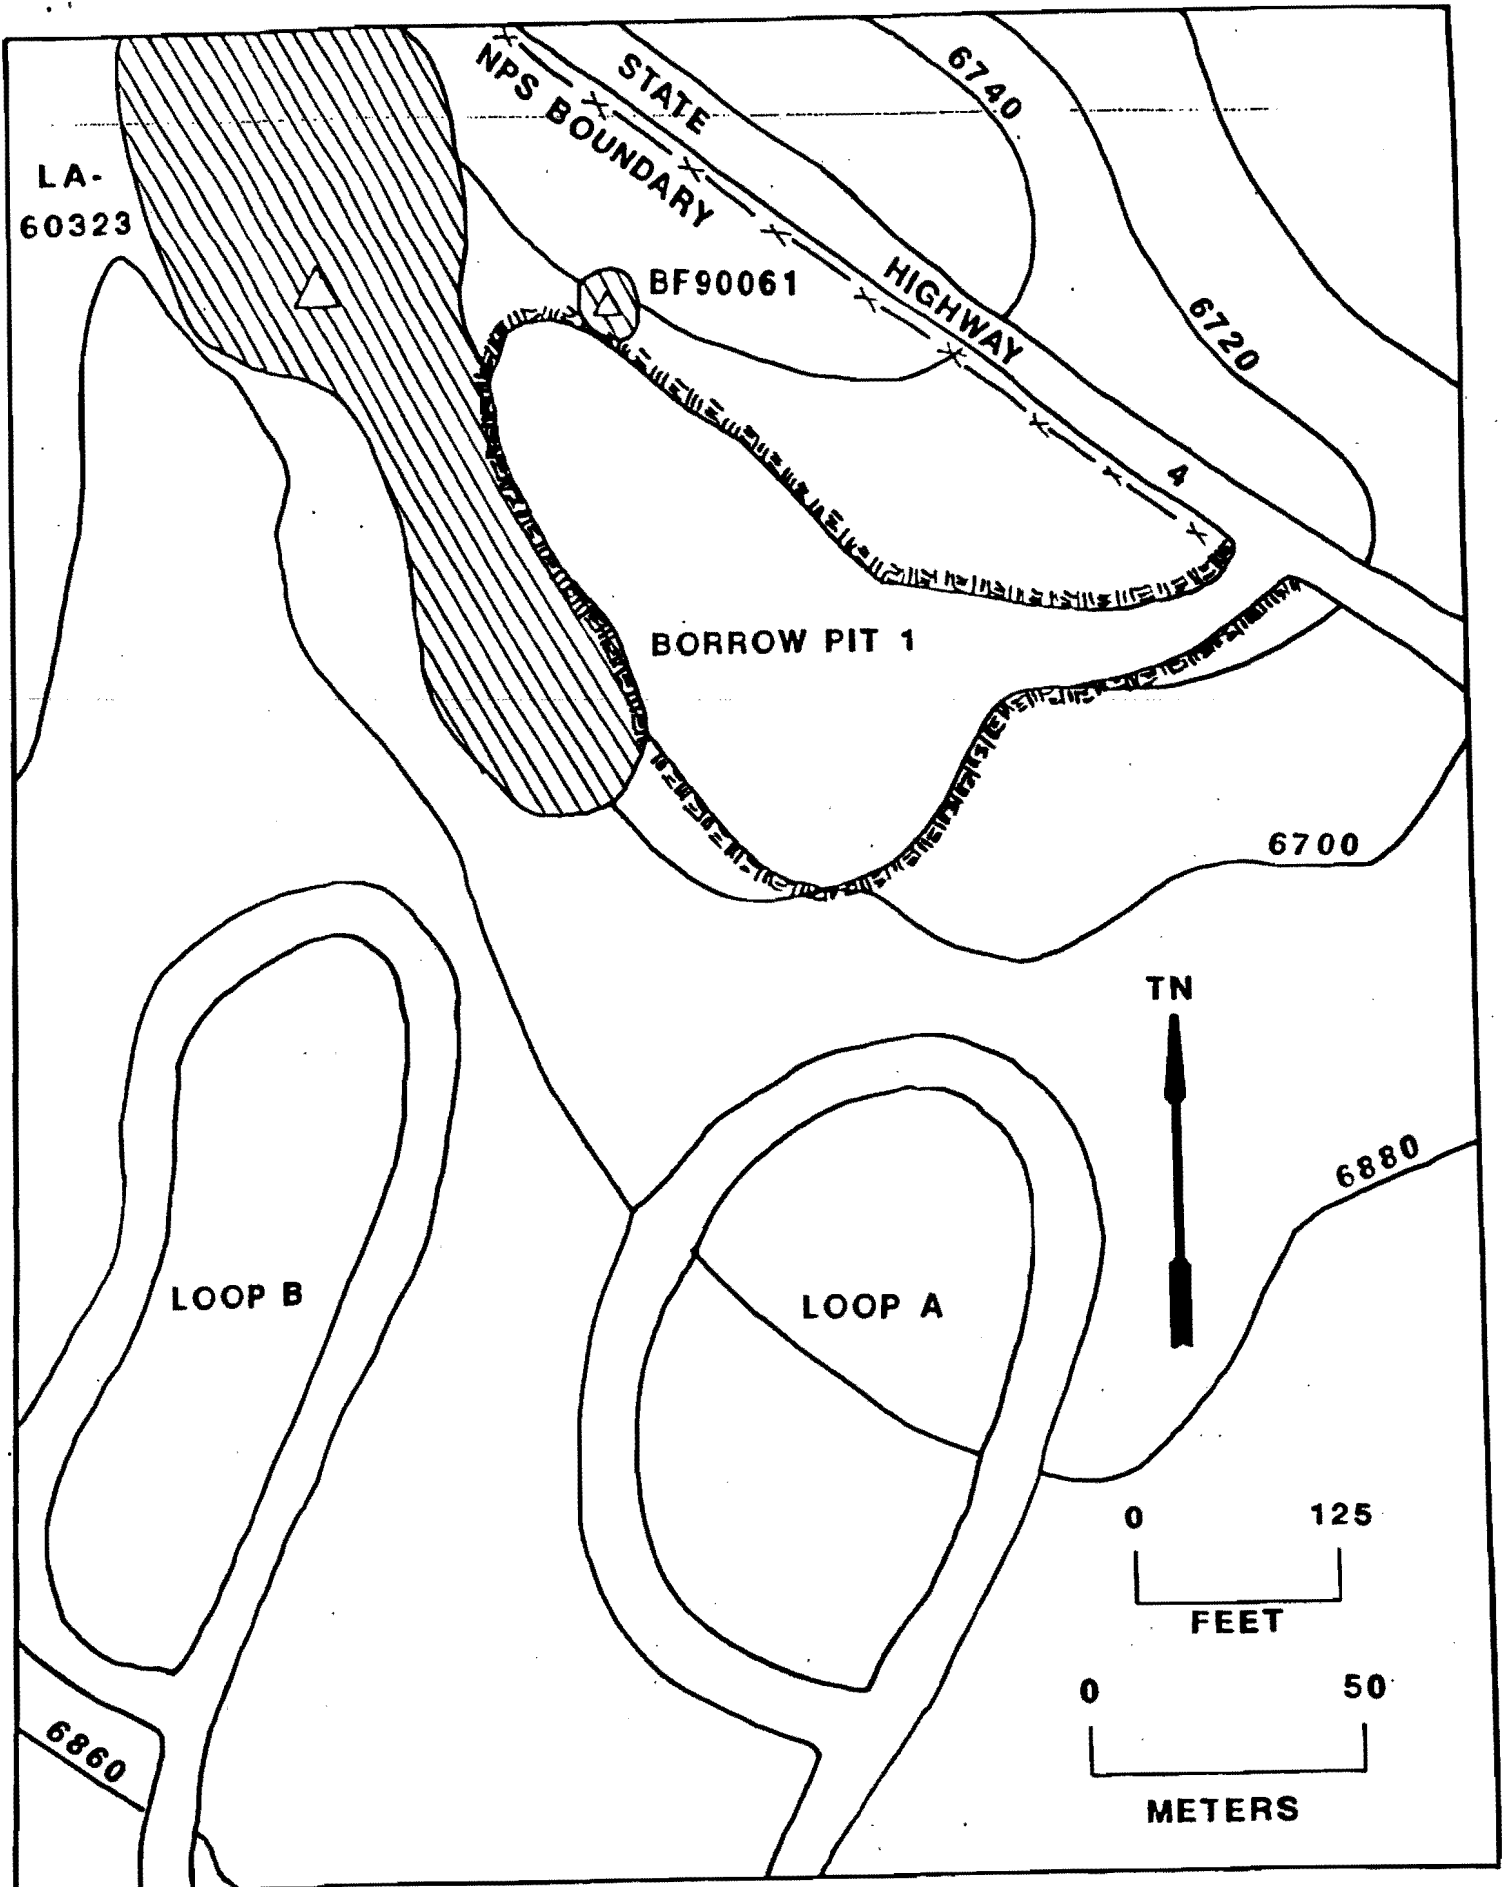 6740
STATE
NPS BOUNDARY
LA-
60323
BF90061
HIGHWAY
6720
4
BORROW PIT 1
6700
TN
6880
LOOP B
LOOP A
0 125
FEET
0 50
METERS
6860